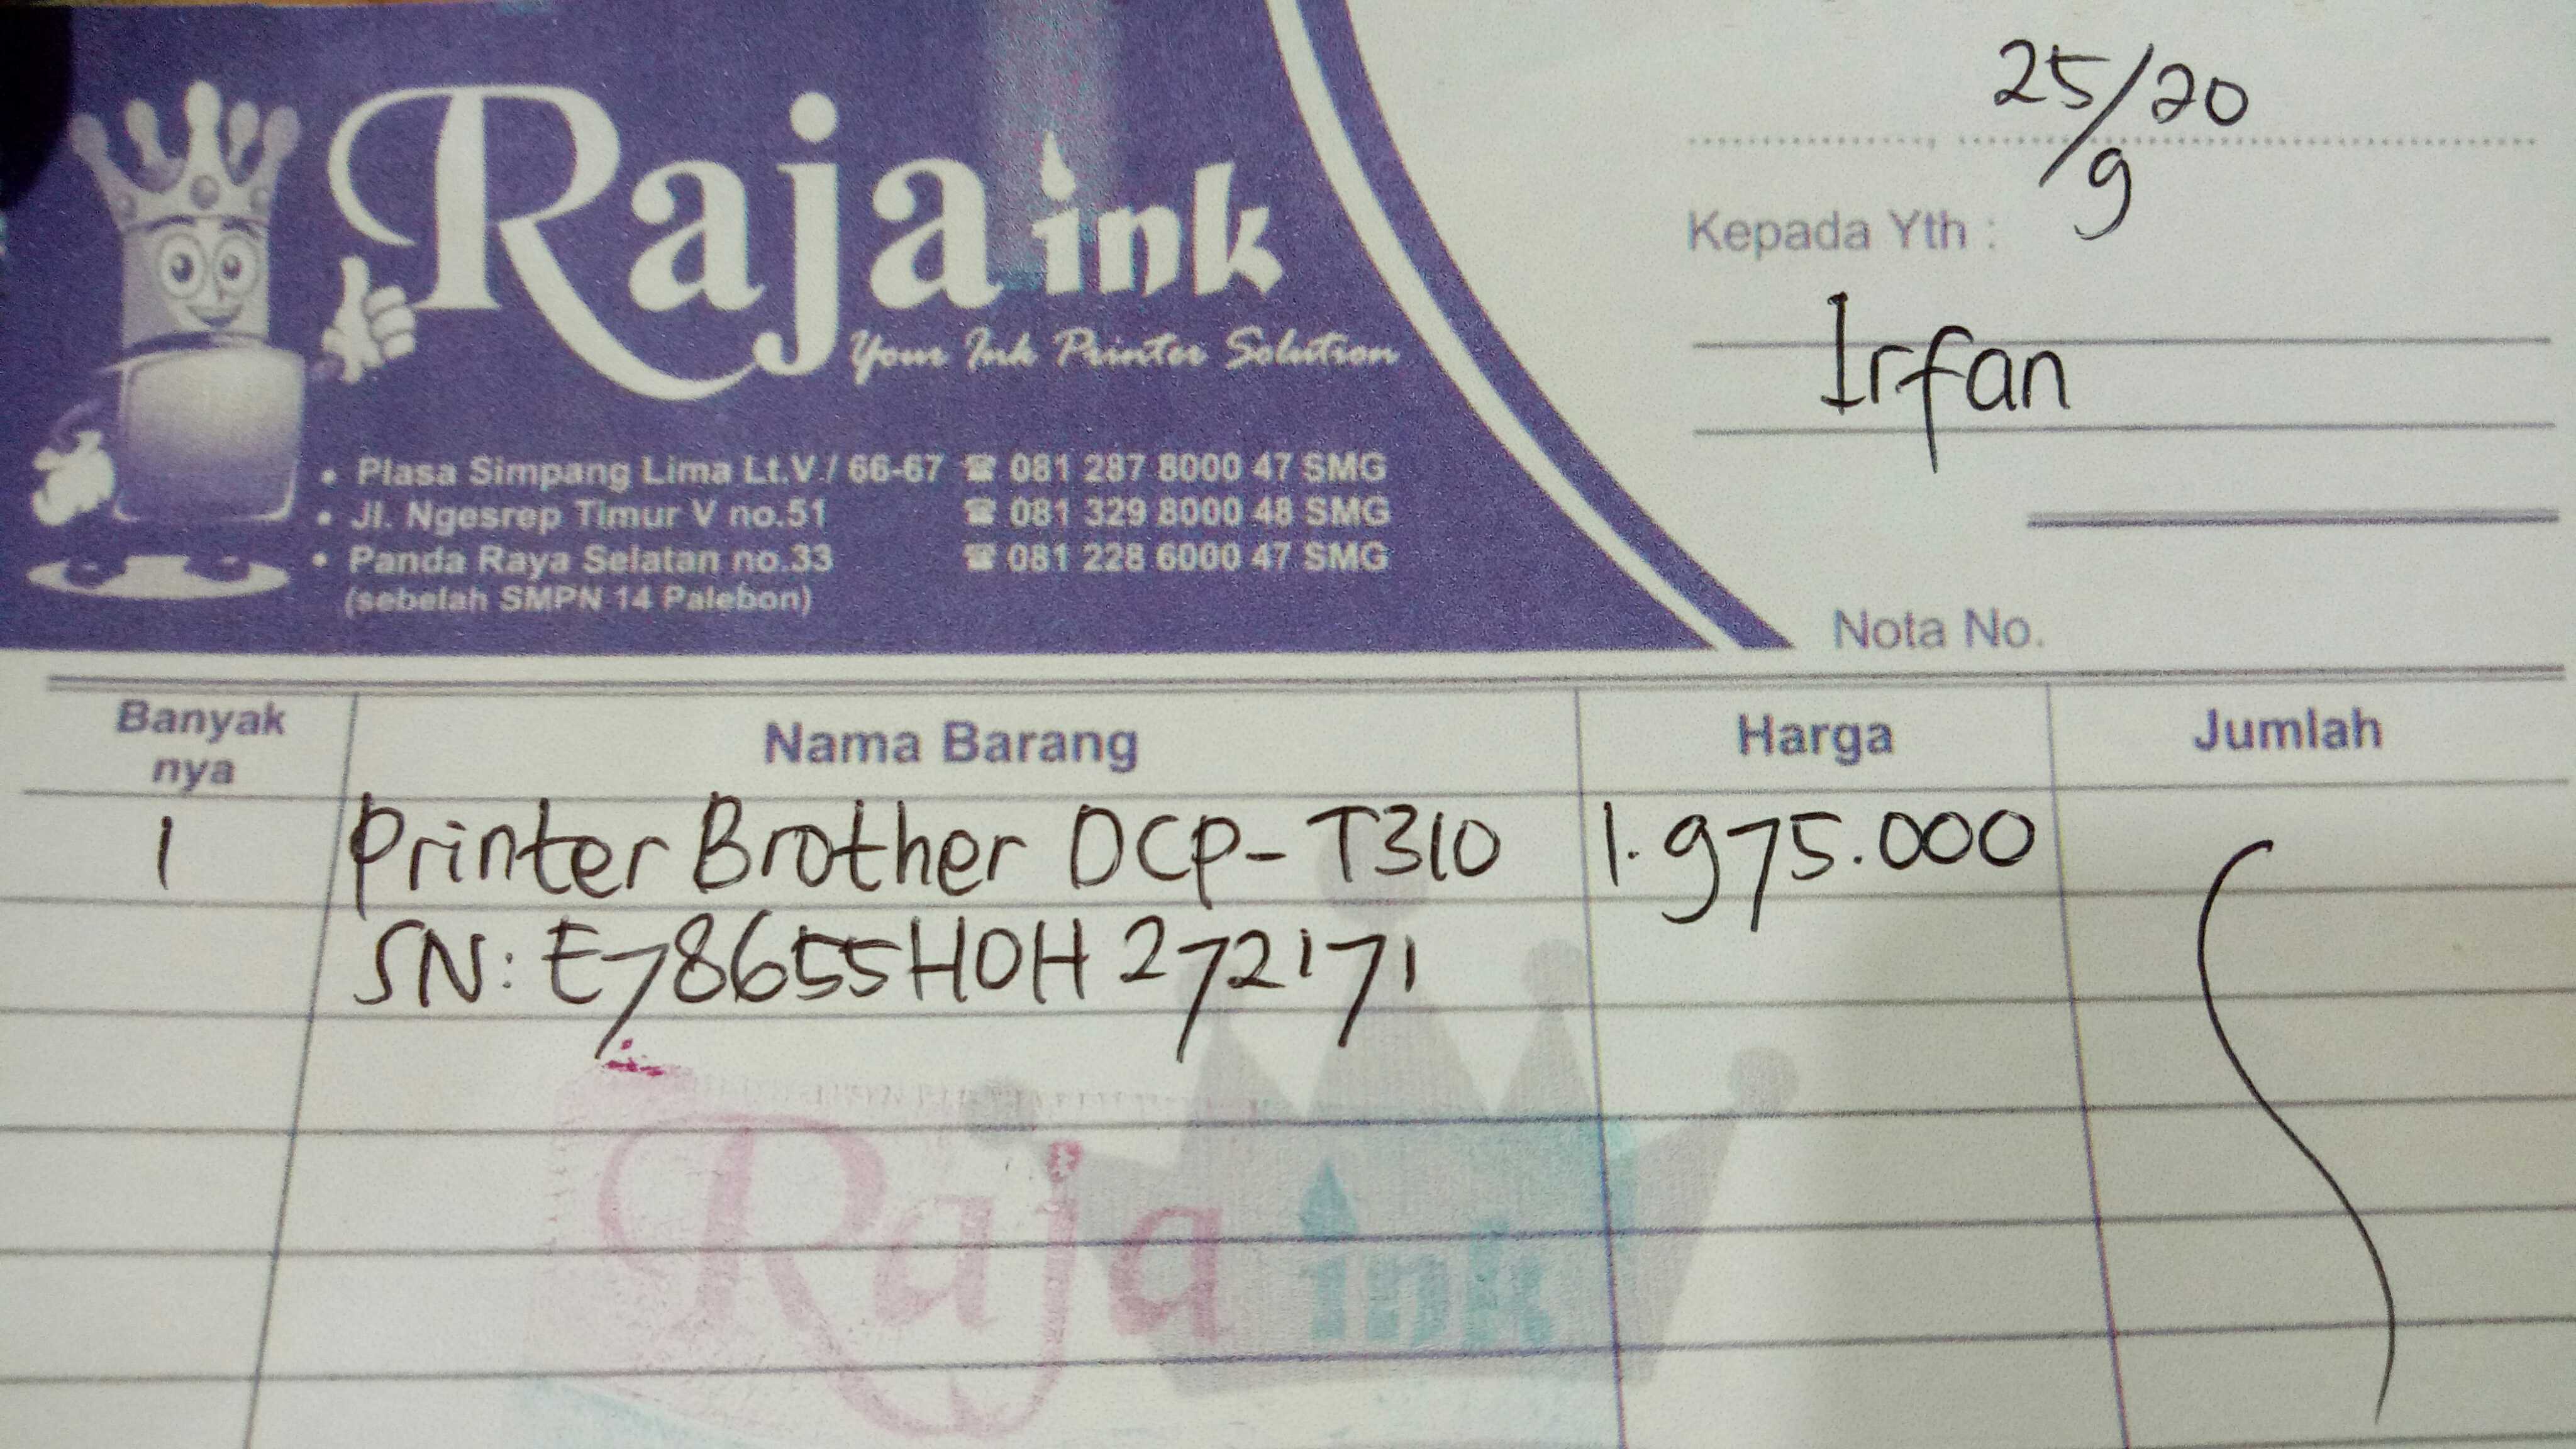 Raja ink
Your Ink Printer Solution
• Plasa Simpang Lima Lt.V / 66-67 ☎ 081 287 8000 47 SMG
• Jl. Ngesrep Timur V no.51 ☎ 081 329 8000 48 SMG
• Panda Raya Selatan no.33 ☎ 081 228 6000 47 SMG
(sebelah SMPN 14 Palebon)
25/9 20
Kepada Yth :
Irfan
Nota No.
Banyak nya Nama Barang Harga Jumlah
1 Printer Brother DCP-T310 1.975.000
SN: E78655H0H272171
Raja ink